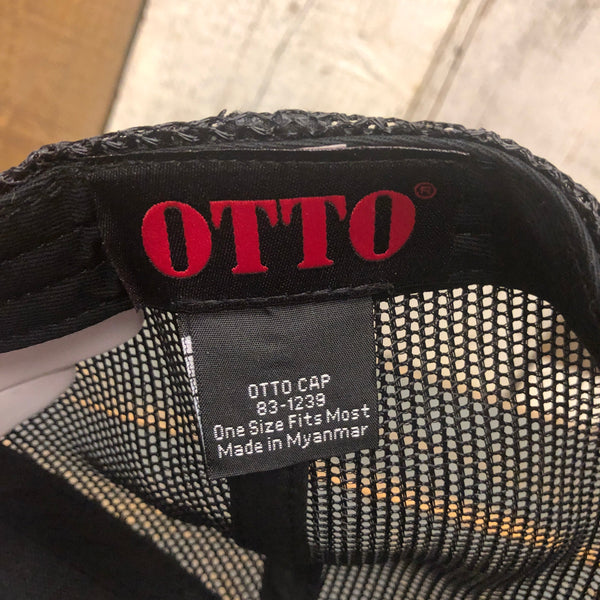 OTTO®
OTTO CAP
83-1239
One Size Fits Most
Made in Myanmar